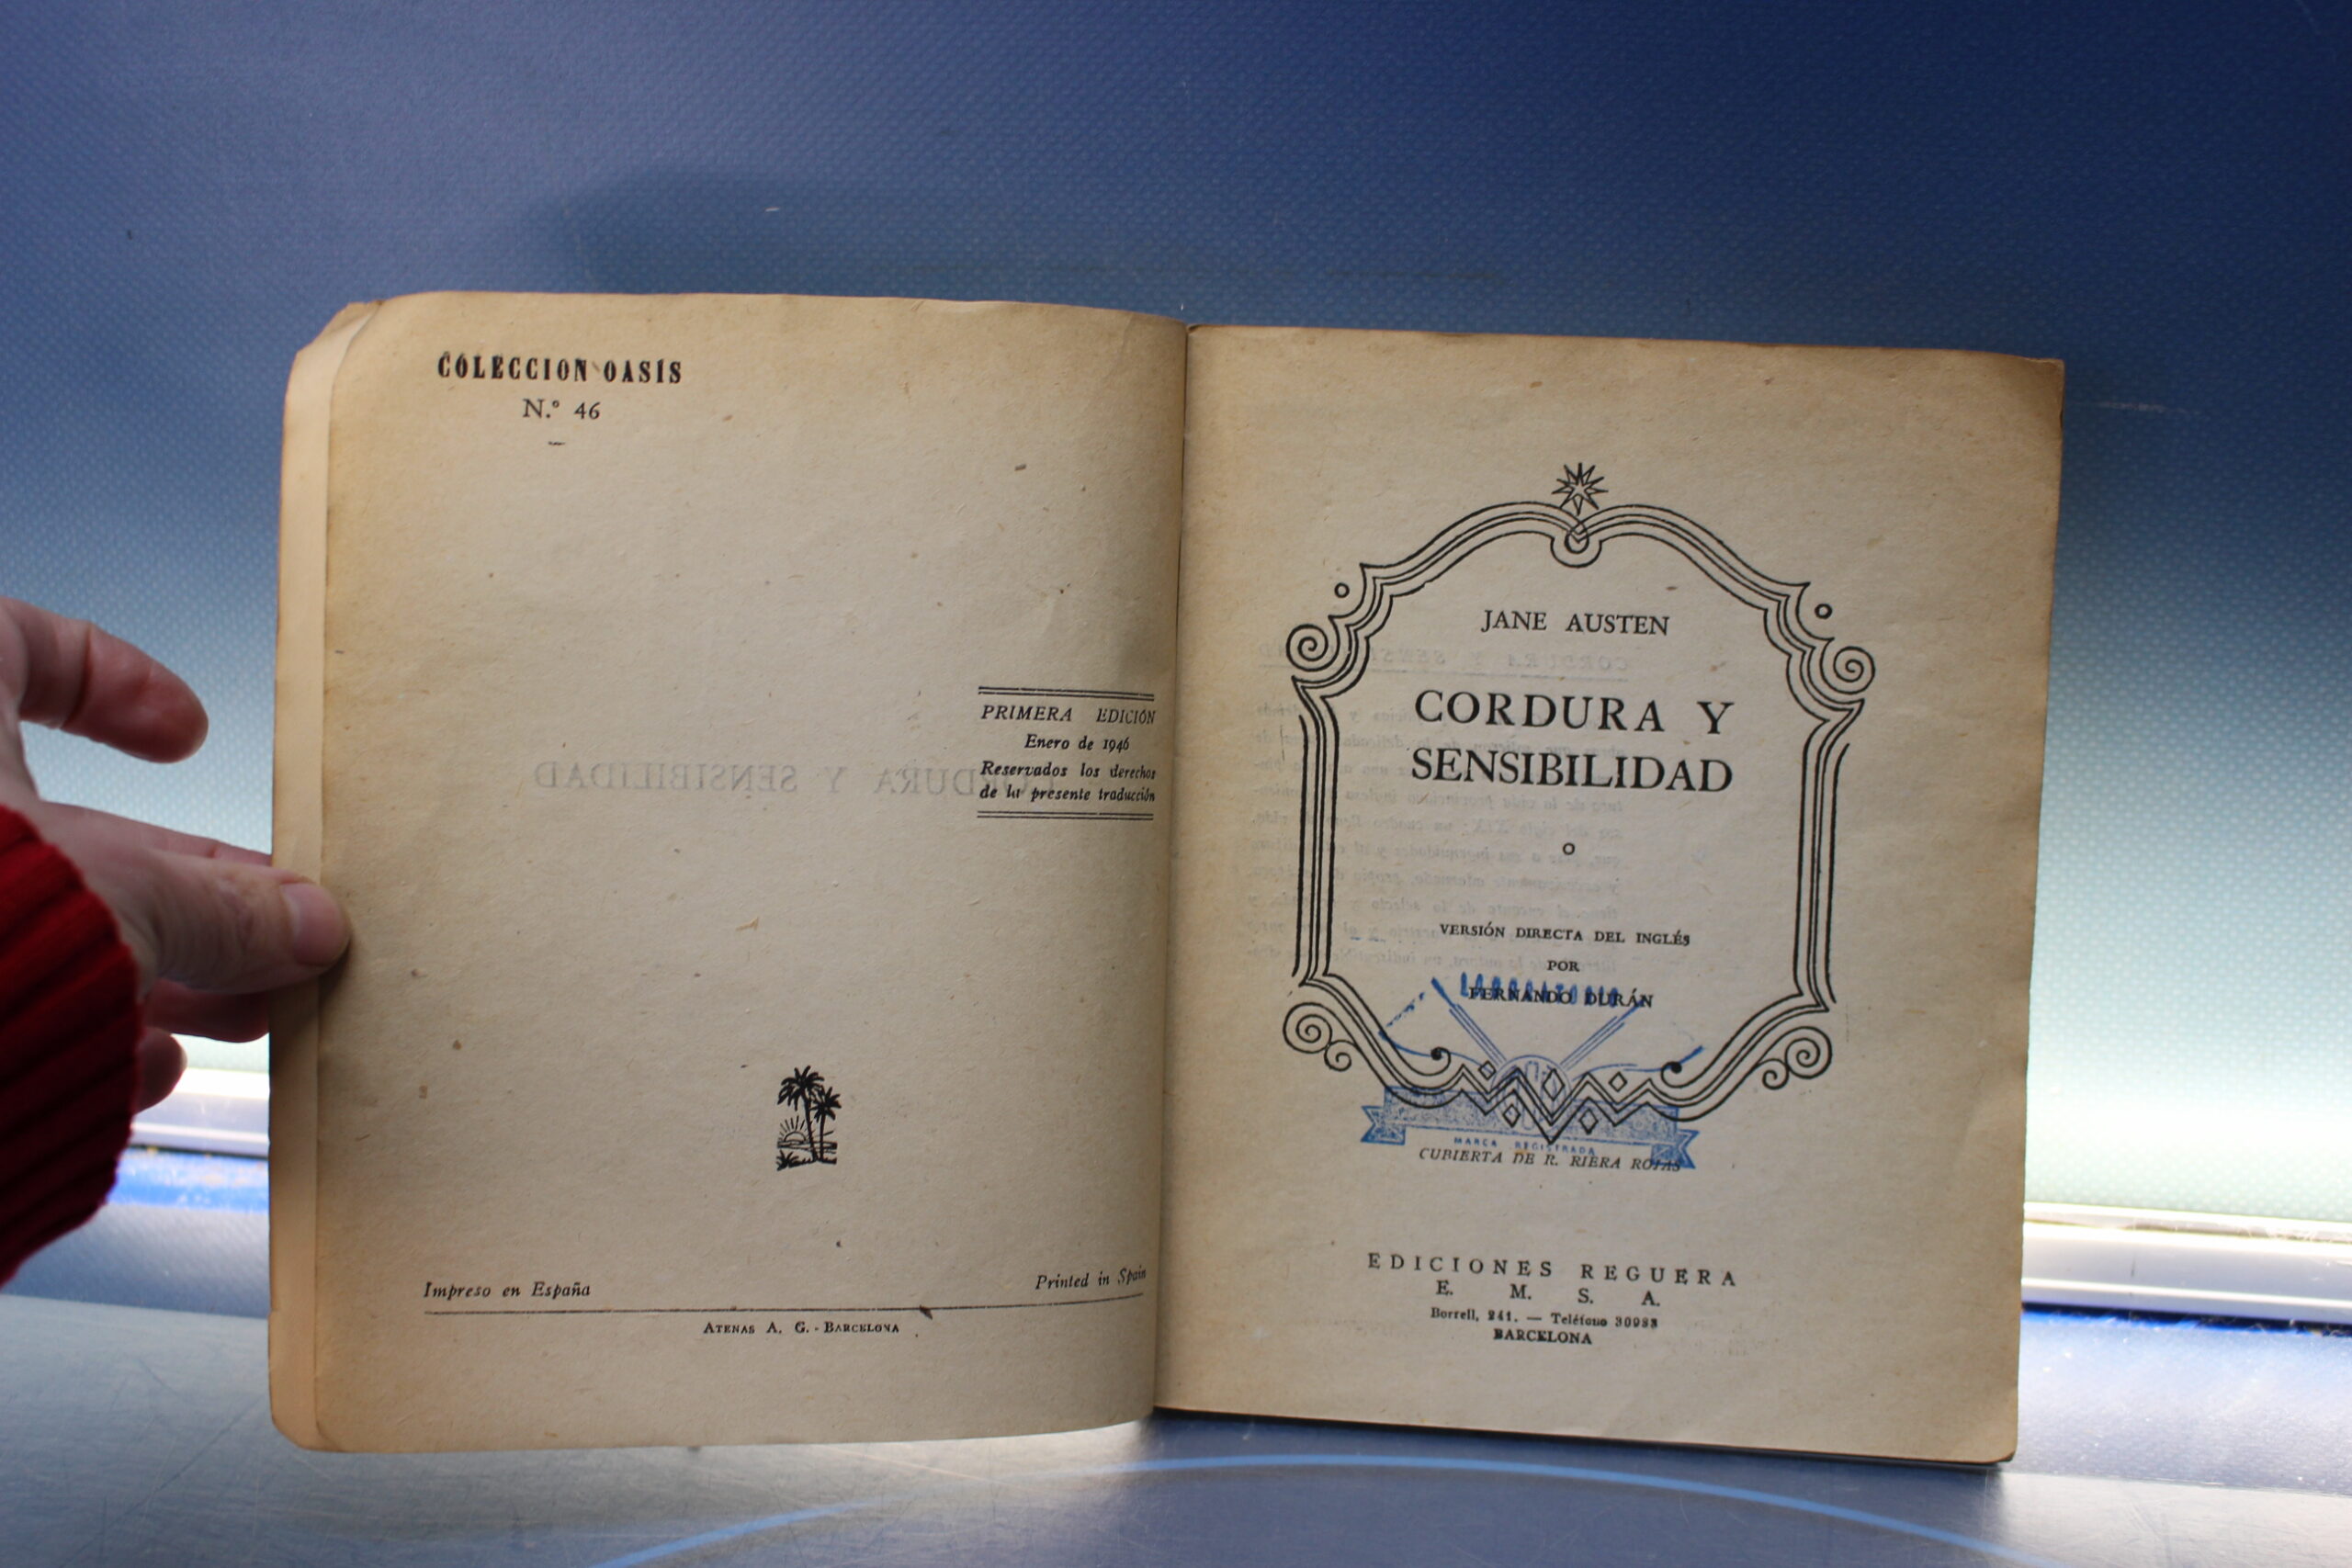 COLECCION OASIS
N.º 46
PRIMERA EDICIÓN
Enero de 1946
Reservados los derechos
de la presente traducción
Impreso en España
Printed in Spain
ATENAS A. G. - BARCELONA
JANE AUSTEN
CORDURA Y
SENSIBILIDAD
VERSIÓN DIRECTA DEL INGLÉS
POR
FERNANDO DURÁN
LABORATORIO
MARCA REGISTRADA
CUBIERTA DE R. RIERA ROJAS
EDICIONES REGUERA
E. M. S. A.
Borrell, 241. — Teléfono
BARCELONA